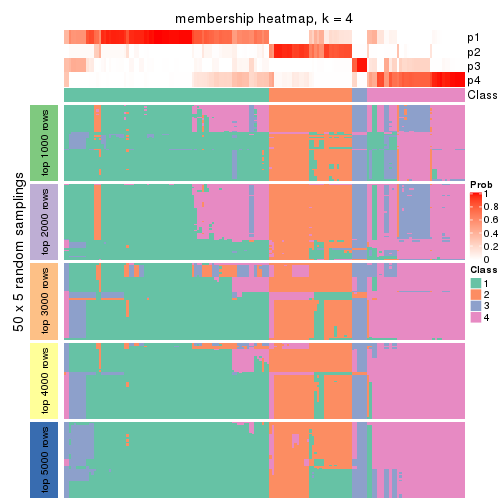 membership heatmap, k = 4
p1
p2
p3
p4
Class
50 x 5 random samplings
top 1000 rows
top 2000 rows
top 3000 rows
top 4000 rows
top 5000 rows
Prob
1
0.8
0.6
0.4
0.2
0
Class
1
2
3
4